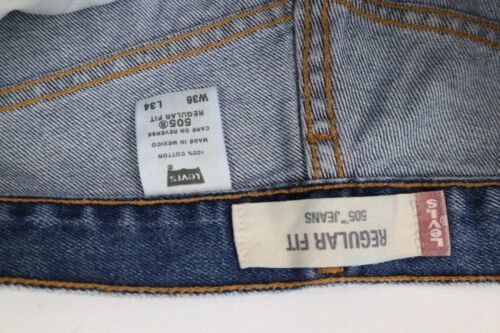 Levi's
100% COTTON
MADE IN MEXICO
CARE ON REVERSE
505®
REGULAR FIT
W36 L34
LEVI'S
REGULAR FIT
505™ JEANS